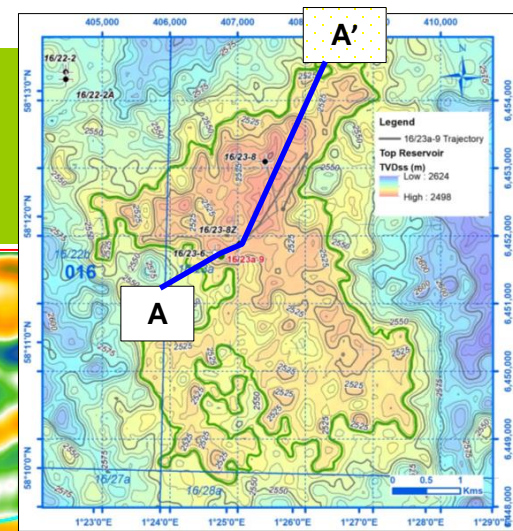 A'
405,000 406,000 407,000 408,000 410,000
16/22-2
16/22-2A
N
Legend
16/23a-9 Trajectory
Top Reservoir
TVDss (m)
Low : 2624
High : 2498
16/23-8
16/23-8Z
16/23-6
16/23a-9
16/22b
016
A
16/27a
16/28a
0 0.5 1
Kms
58°13'0"N
58°12'0"N
58°11'0"N
58°10'0"N
6,454,000
6,453,000
6,452,000
6,451,000
6,450,000
6,449,000
6,448,000
1°23'0"E 1°24'0"E 1°25'0"E 1°26'0"E 1°27'0"E 1°28'0"E 1°29'0"E
2575
2550
2525
2600